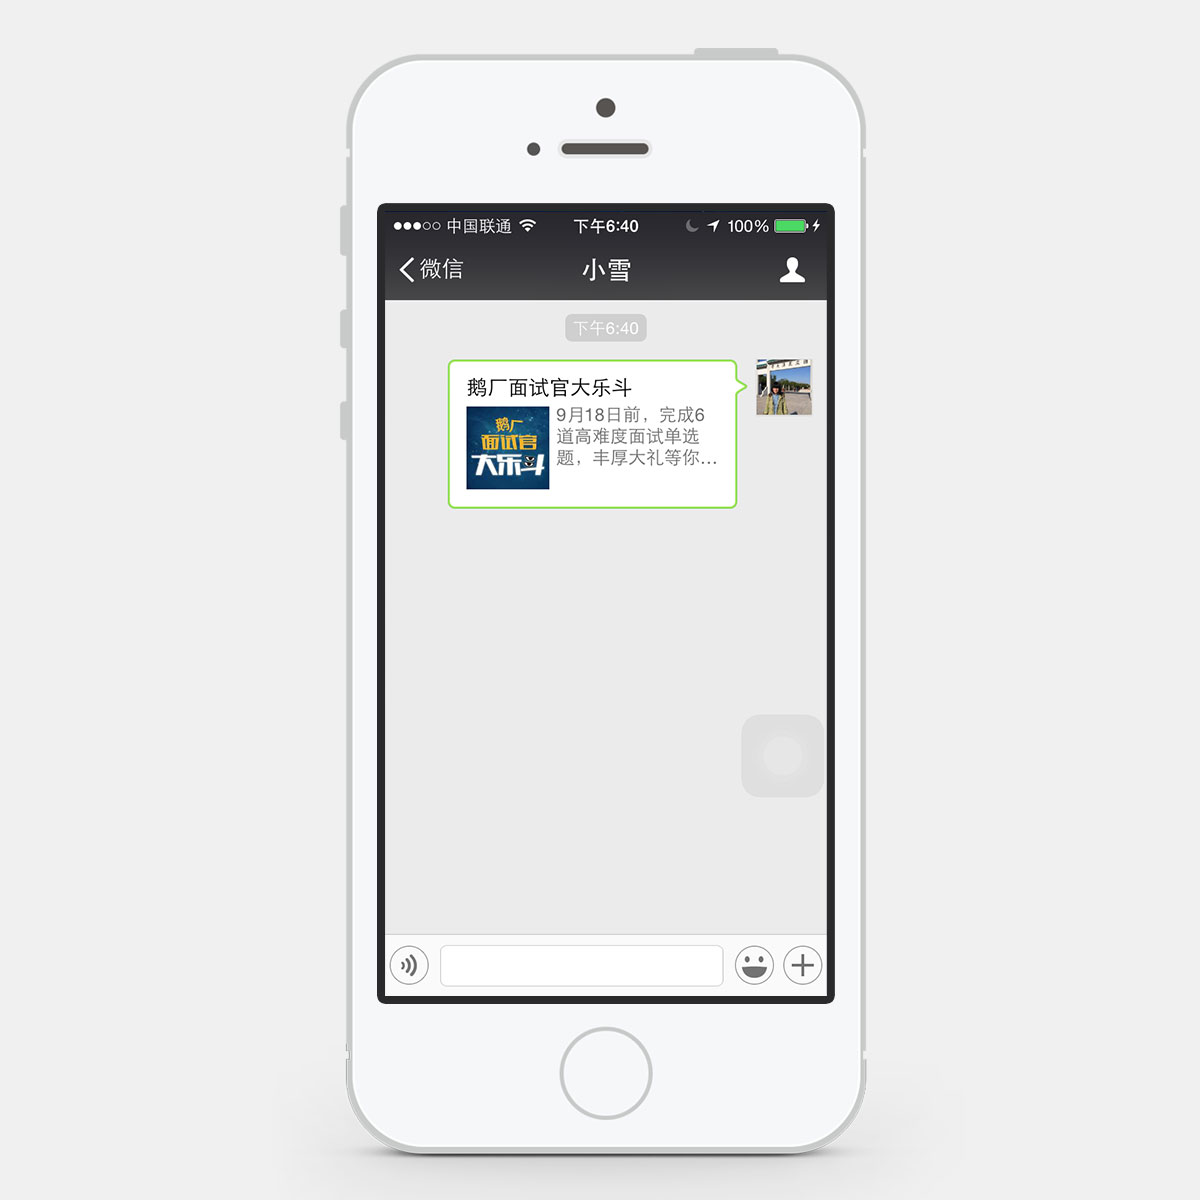 中国联通 下午6:40 100%
微信 小雪
下午6:40
鹅厂面试官大乐斗
9月18日前，完成6
道高难度面试单选
题，丰厚大礼等你...
鹅厂
面试官
大乐斗